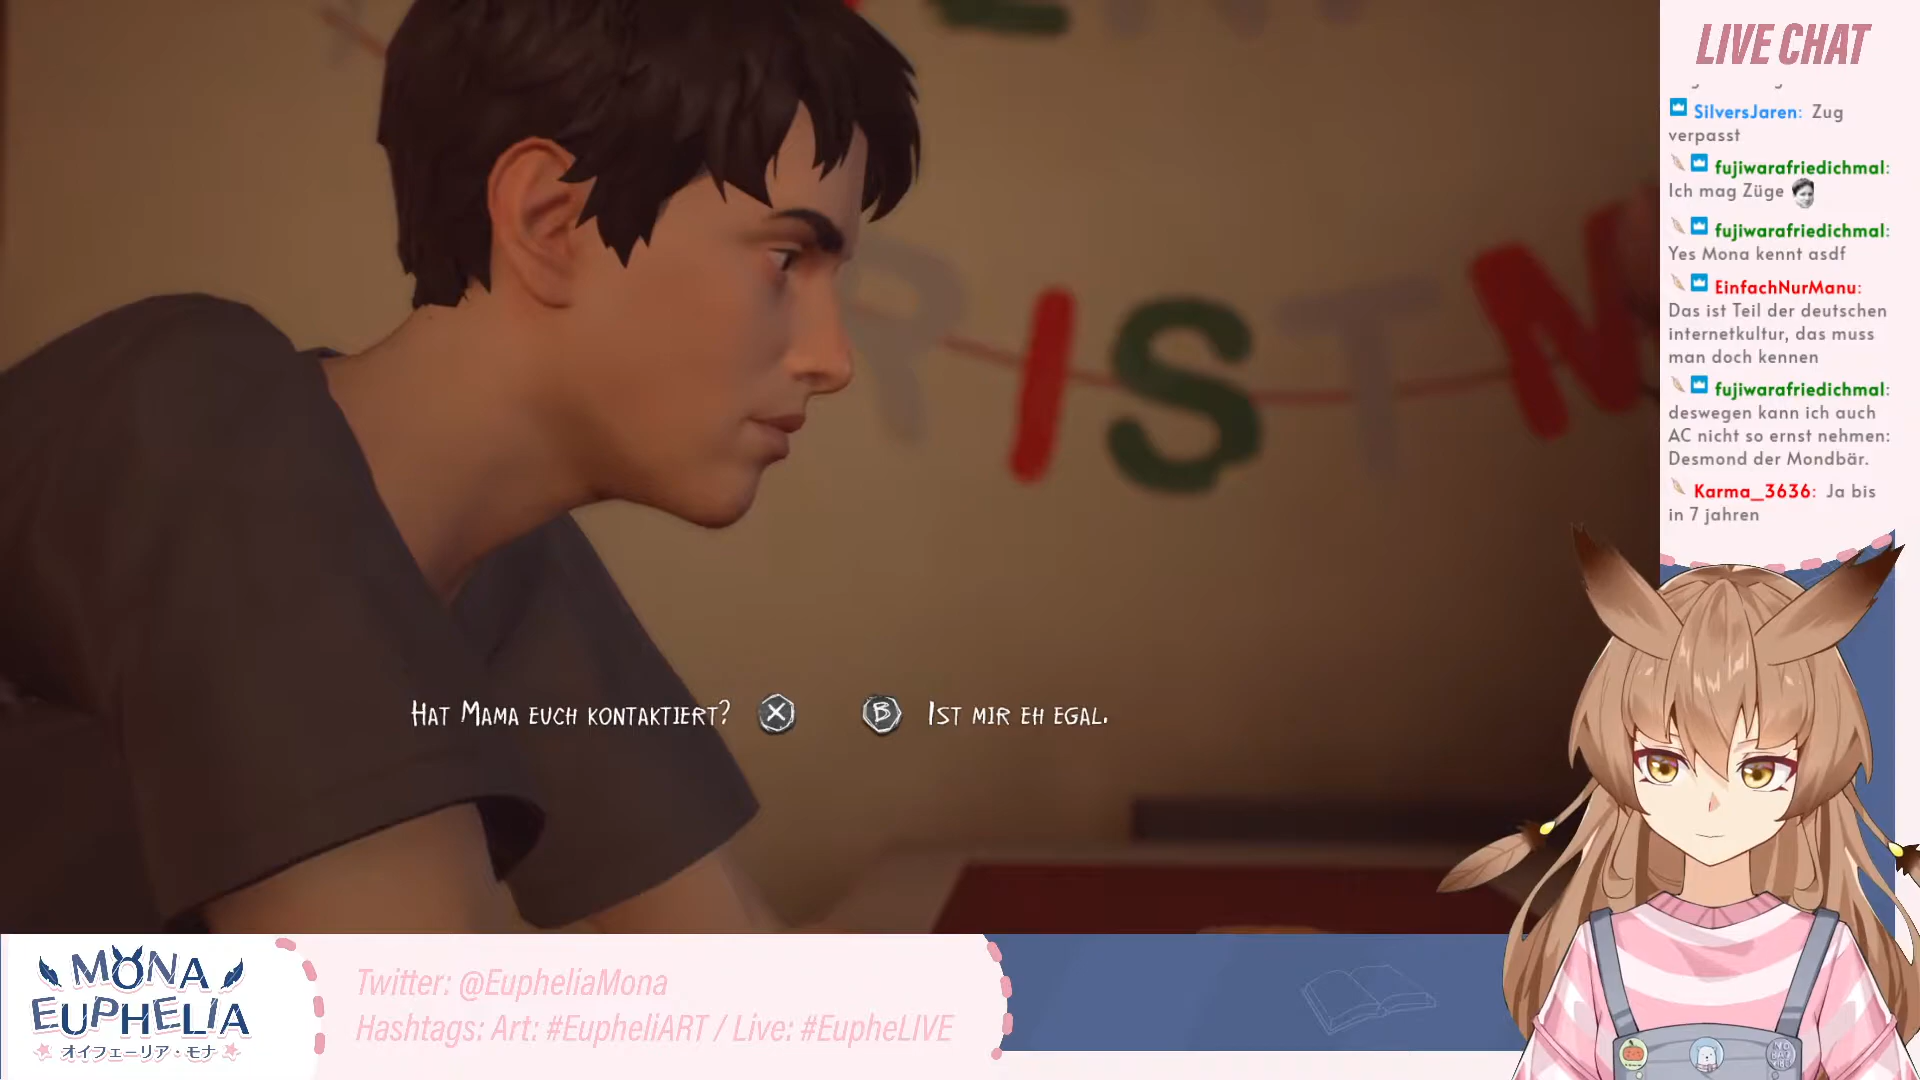 LIVE CHAT
SilversJaren: Zug
verpasst
fujiwarafriedichmal:
Ich mag Züge
fujiwarafriedichmal:
Yes Mona kennt asdf
EinfachNurManu:
Das ist Teil der deutschen
internetkultur, das muss
man doch kennen
fujiwarafriedichmal:
deswegen kann ich auch
AC nicht so ernst nehmen:
Desmond der Mondbär.
Karma_3636: Ja bis
in 7 jahren
R I S T M
HAT MAMA EUCH KONTAKTIERT? X B IST MIR EH EGAL.
MONA
EUPHELIA
オイフェーリア・モナ
Twitter: @EupheliaMona
Hashtags: Art: #EupheliART / Live: #EupheLIVE